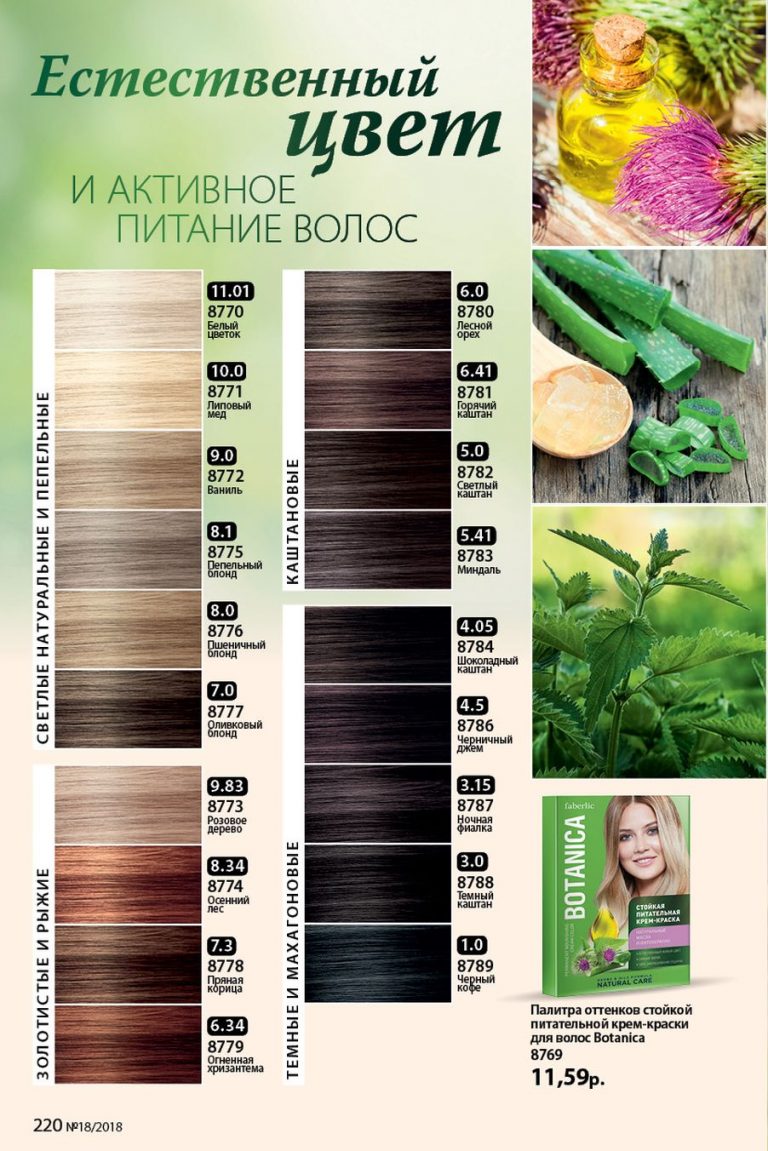 Естественный
цвет
И АКТИВНОЕ
ПИТАНИЕ ВОЛОС
СВЕТЛЫЕ НАТУРАЛЬНЫЕ И ПЕПЕЛЬНЫЕ
11.01
8770
Белый
цветок
10.0
8771
Липовый
мед
9.0
8772
Ваниль
8.1
8775
Пепельный
блонд
8.0
8776
Пшеничный
блонд
7.0
8777
Оливковый
блонд
ЗОЛОТИСТЫЕ И РЫЖИЕ
9.83
8773
Розовое
дерево
8.34
8774
Осенний
лес
7.3
8778
Пряная
корица
6.34
8779
Огненная
хризантема
КАШТАНОВЫЕ
6.0
8780
Лесной
орех
6.41
8781
Горячий
каштан
5.0
8782
Светлый
каштан
5.41
8783
Миндаль
ТЕМНЫЕ И МАХАГОНОВЫЕ
4.05
8784
Шоколадный
каштан
4.5
8786
Черничный
джем
3.15
8787
Ночная
фиалка
3.0
8788
Темный
каштан
1.0
8789
Черный
кофе
faberlic
BOTANICA
СТОЙКАЯ
ПИТАТЕЛЬНАЯ
КРЕМ-КРАСКА
NATURAL CARE
Палитра оттенков стойкой
питательной крем-краски
для волос Botanica
8769
11,59р.
220 №18/2018